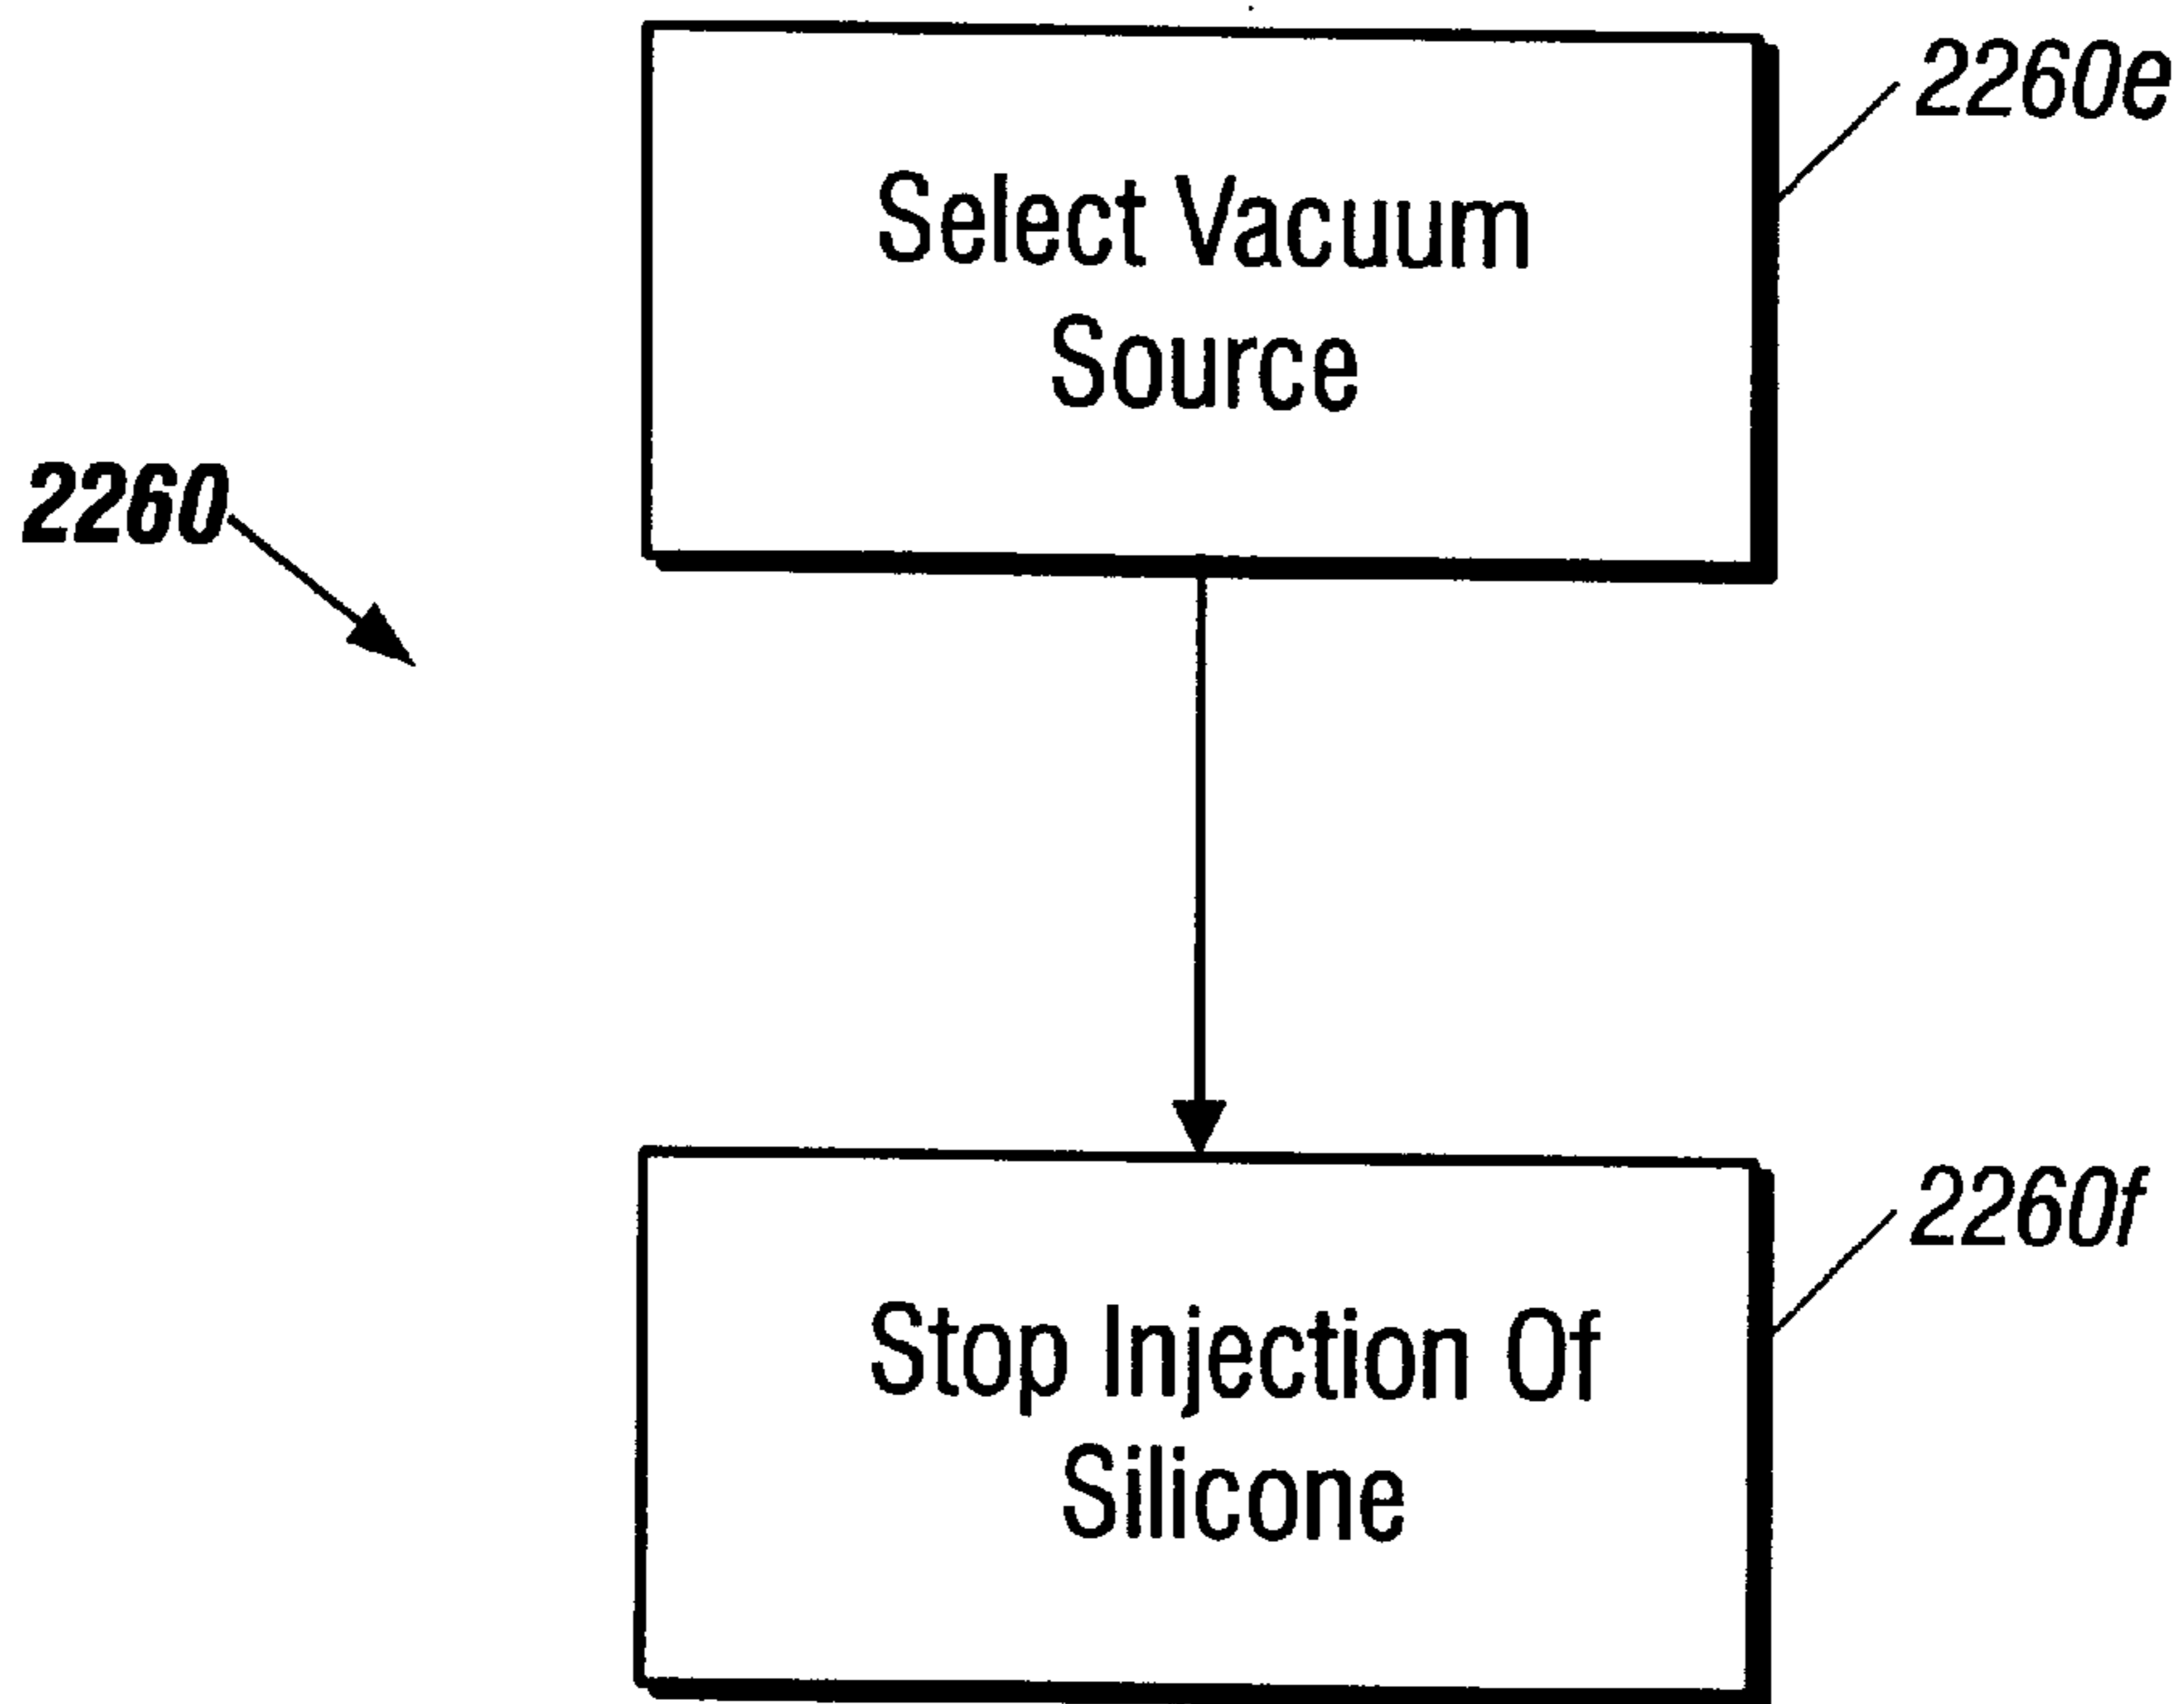 2260e
Select Vacuum
Source
2260
2260f
Stop Injection Of
Silicone